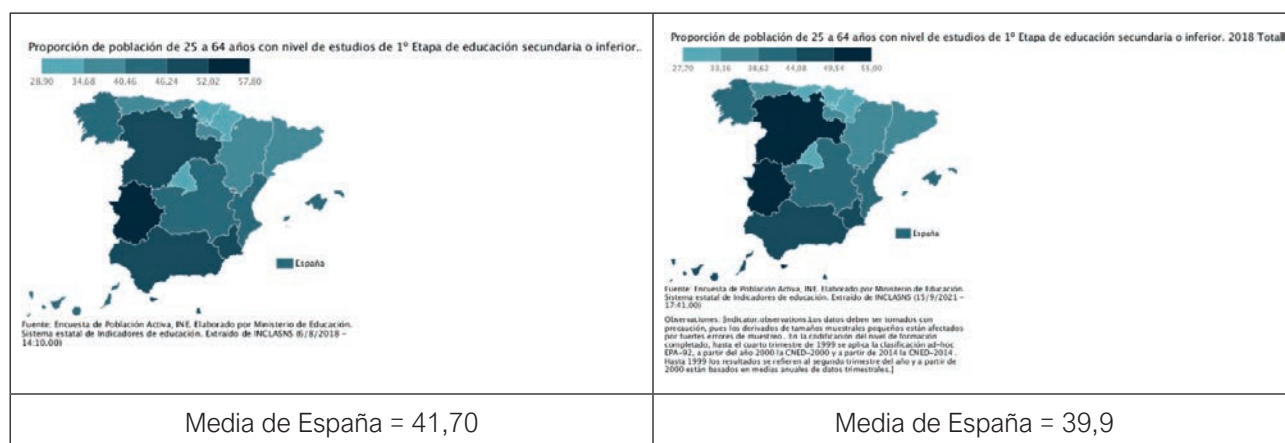 Proporción de población de 25 a 64 años con nivel de estudios de 1º Etapa de educación secundaria o inferior..
28,90 34,68 40,46 46,24 52,02 57,80
España
Fuente: Encuesta de Población Activa, INE. Elaborado por Ministerio de Educación.
Sistema estatal de Indicadores de educación. Extraido de INCLASNS (6/8/2018 -
14:10.00)
Media de España = 41,70
Proporción de población de 25 a 64 años con nivel de estudios de 1º Etapa de educación secundaria o inferior. 2018 Total
27,70 33,16 38,62 44,08 49,54 55,00
España
Fuente: Encuesta de Población Activa, INE. Elaborado por Ministerio de Educación.
Sistema estatal de Indicadores de educación. Extraido de INCLASNS (15/9/2021 -
17:41.00)
Observaciones: [indicator.observations.Los datos deben ser tomados con
precaución, pues los derivados de tamaños muestrales pequeños están afectados
por fuertes errores de muestreo. . En la codificación del nivel de formación
completado, hasta el cuarto trimestre de 1999 se aplica la clasificación ad-hoc
EPA-92, a partir del año 2000 la CNED-2000 y a partir de 2014 la CNED-2014 .
Hasta 1999 los resultados se refieren al segundo trimestre del año y a partir de
2000 están basados en medias anuales de datos trimestrales.]
Media de España = 39,9